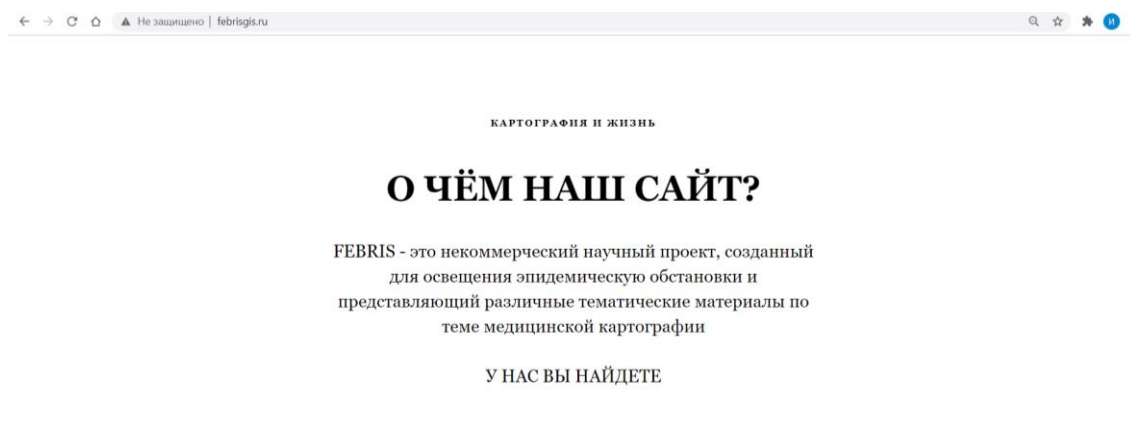 Не защищено | febrisgis.ru
И
КАРТОГРАФИЯ И ЖИЗНЬ
О ЧЁМ НАШ САЙТ?
FEBRIS - это некоммерческий научный проект, созданный
для освещения эпидемическую обстановки и
представляющий различные тематические материалы по
теме медицинской картографии
У НАС ВЫ НАЙДЕТЕ